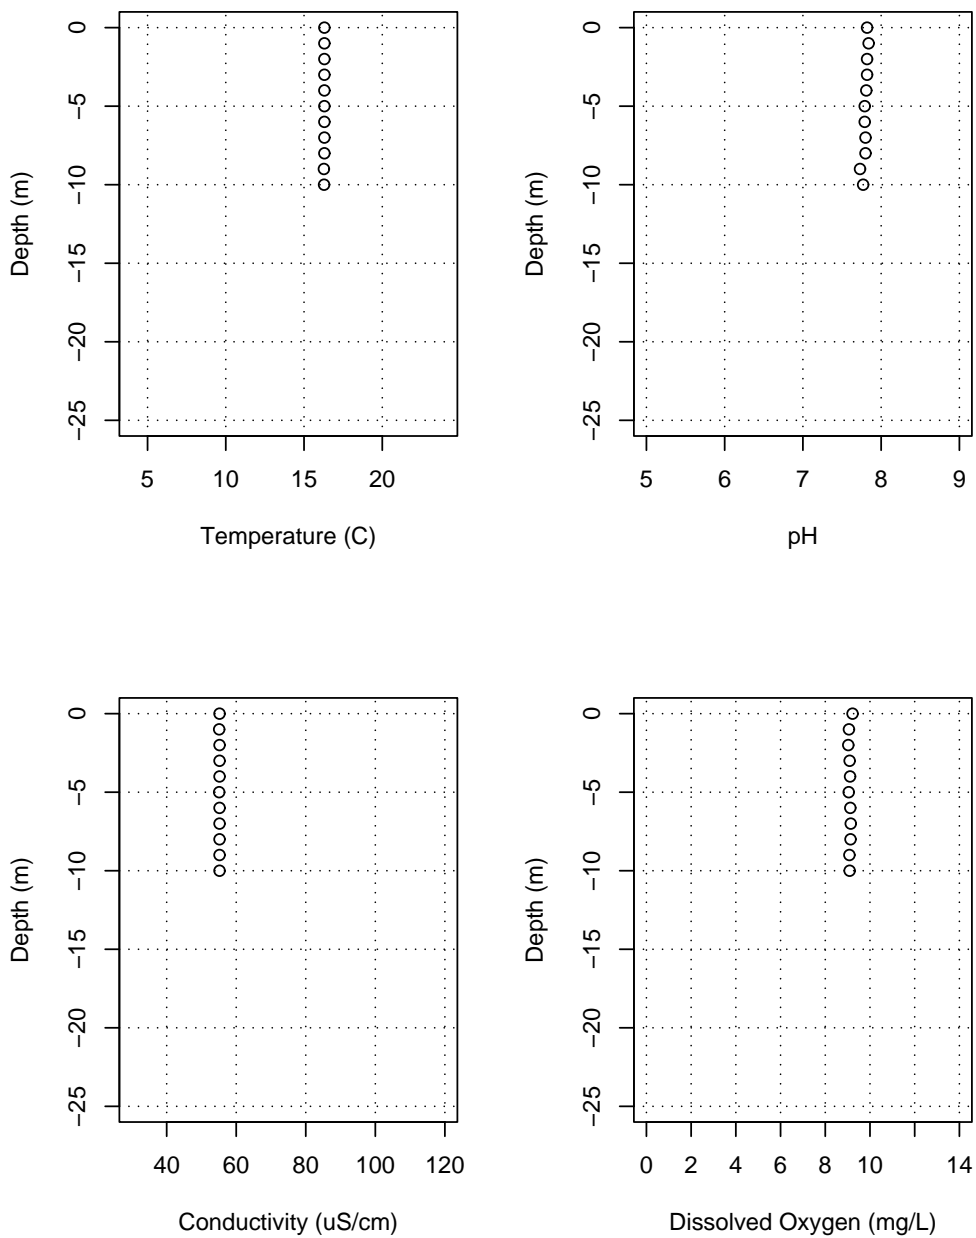 0
−5
−10
−15
−20
−25
Depth (m)
5 10 15 20
Temperature (C)
0
−5
−10
−15
−20
−25
Depth (m)
5 6 7 8 9
pH
0
−5
−10
−15
−20
−25
Depth (m)
40 60 80 100 120
Conductivity (uS/cm)
0
−5
−10
−15
−20
−25
Depth (m)
0 2 4 6 8 10 14
Dissolved Oxygen (mg/L)